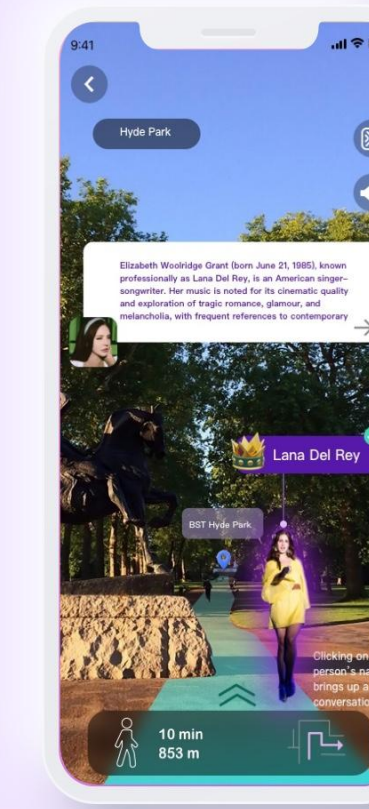 9:41
Hyde Park
Elizabeth Woolridge Grant (born June 21, 1985), known
professionally as Lana Del Rey, is an American singer-
songwriter. Her music is noted for its cinematic quality
and exploration of tragic romance, glamour, and
melancholia, with frequent references to contemporary
Lana Del Rey
BST Hyde Park
Clicking on
person's
brings up a
10 min
853 m